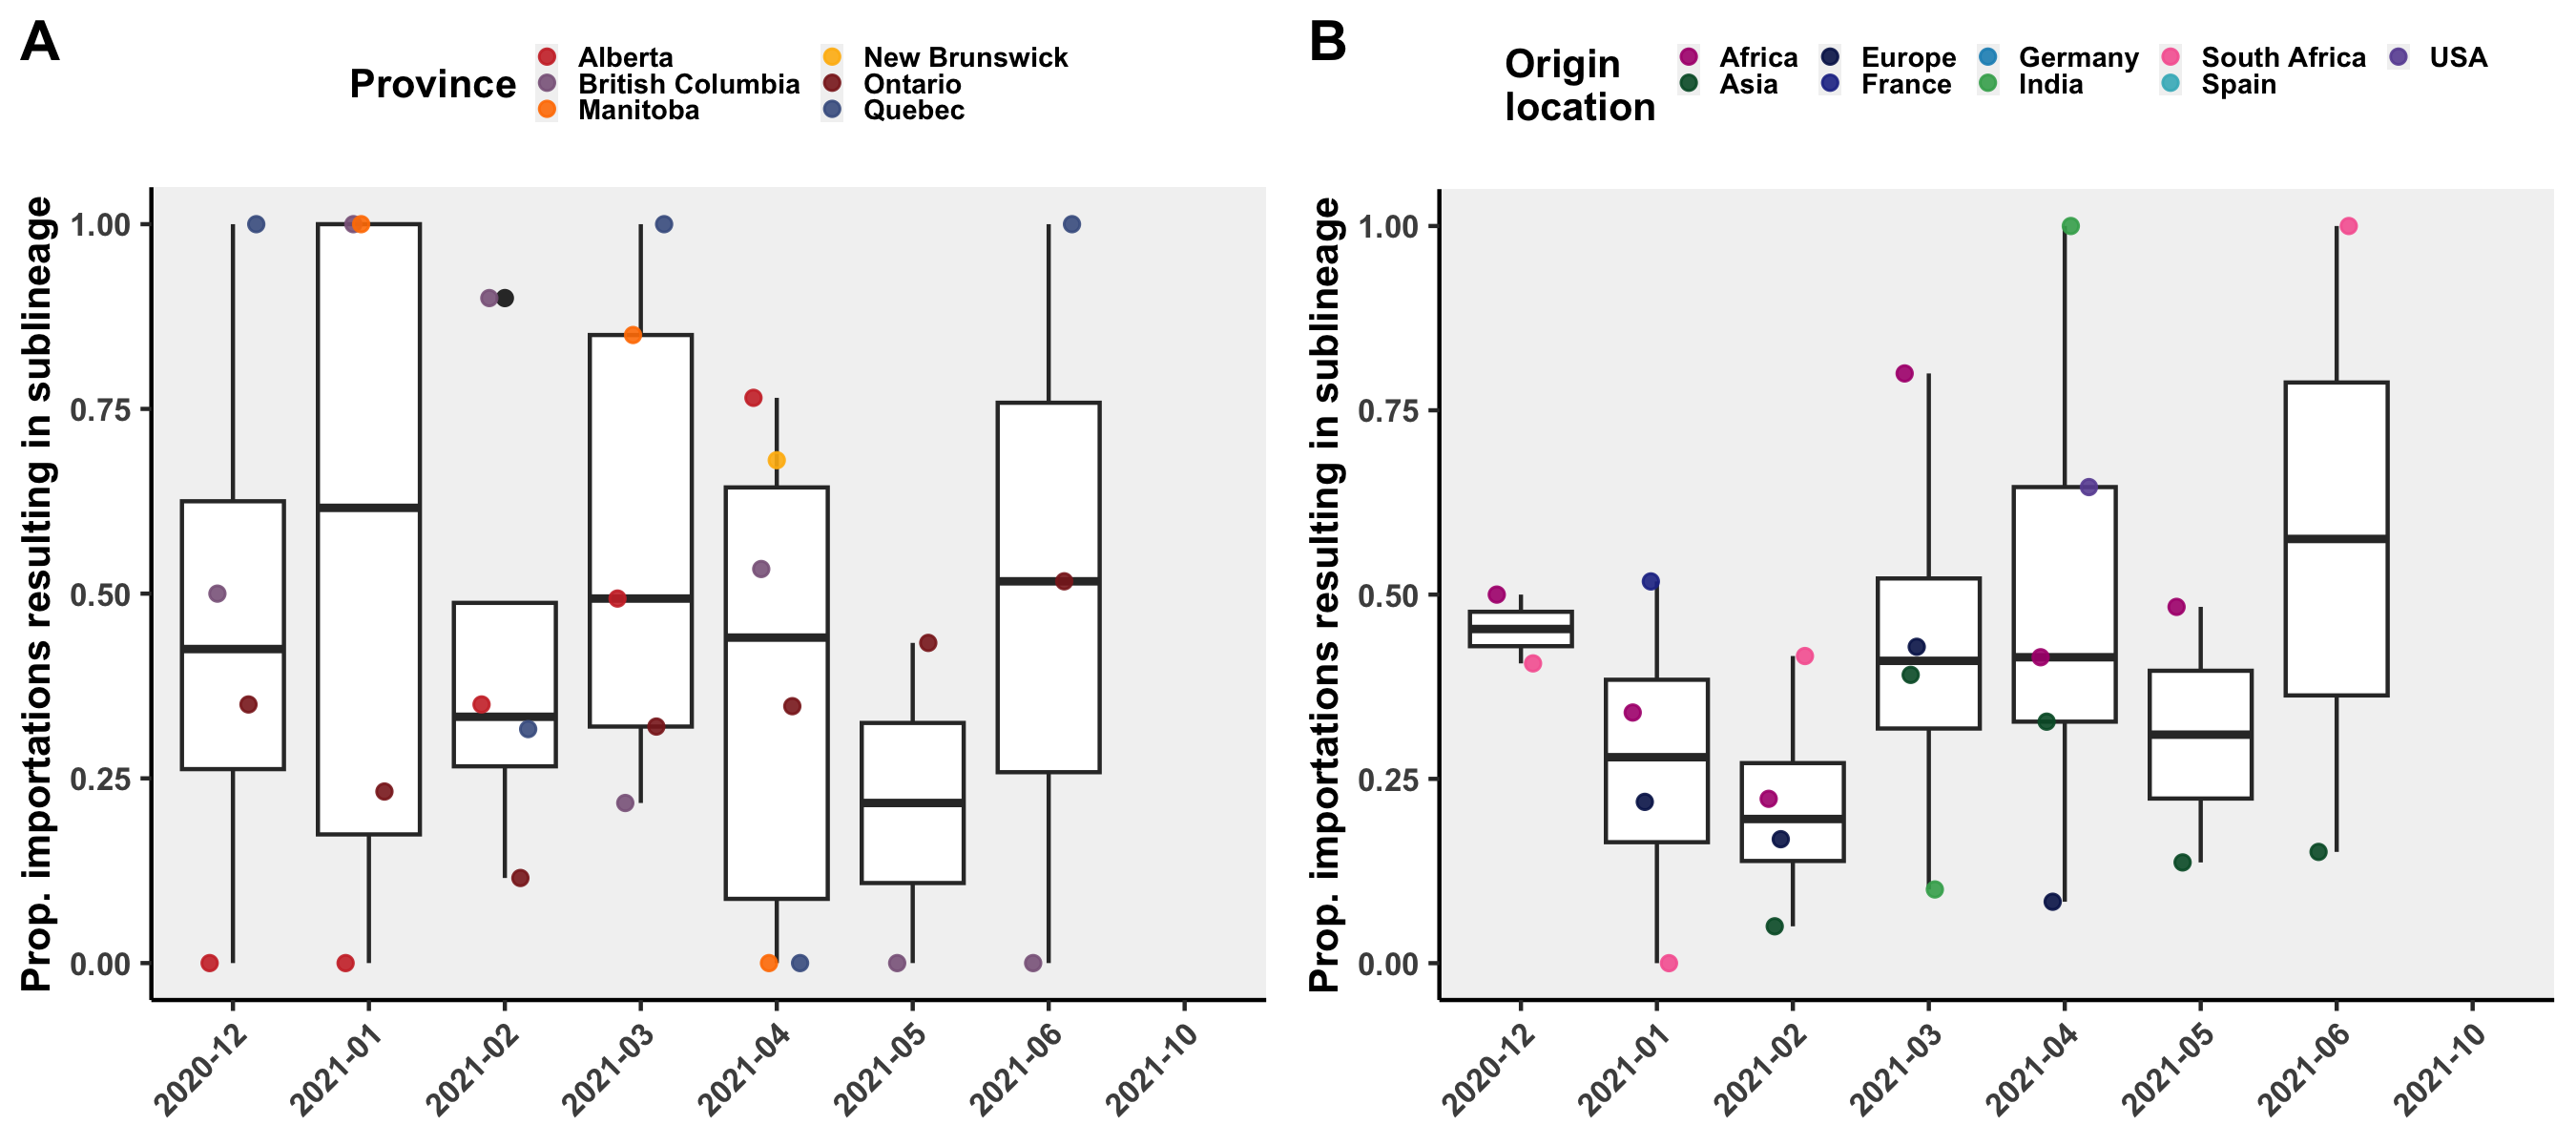 A
Province
Alberta
British Columbia
Manitoba
New Brunswick
Ontario
Quebec
Prop. importations resulting in sublineage
1.00
0.75
0.50
0.25
0.00
2020-12
2021-01
2021-02
2021-03
2021-04
2021-05
2021-06
2021-10
B
Origin
location
Africa
Asia
Europe
France
Germany
India
South Africa
Spain
USA
Prop. importations resulting in sublineage
1.00
0.75
0.50
0.25
0.00
2020-12
2021-01
2021-02
2021-03
2021-04
2021-05
2021-06
2021-10